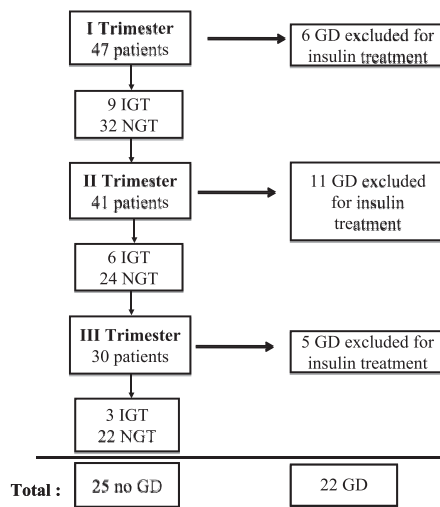 I Trimester
47 patients
6 GD excluded for
insulin treatment
9 IGT
32 NGT
II Trimester
41 patients
11 GD excluded
for insulin
treatment
6 IGT
24 NGT
III Trimester
30 patients
5 GD excluded for
insulin treatment
3 IGT
22 NGT
Total : 25 no GD 22 GD